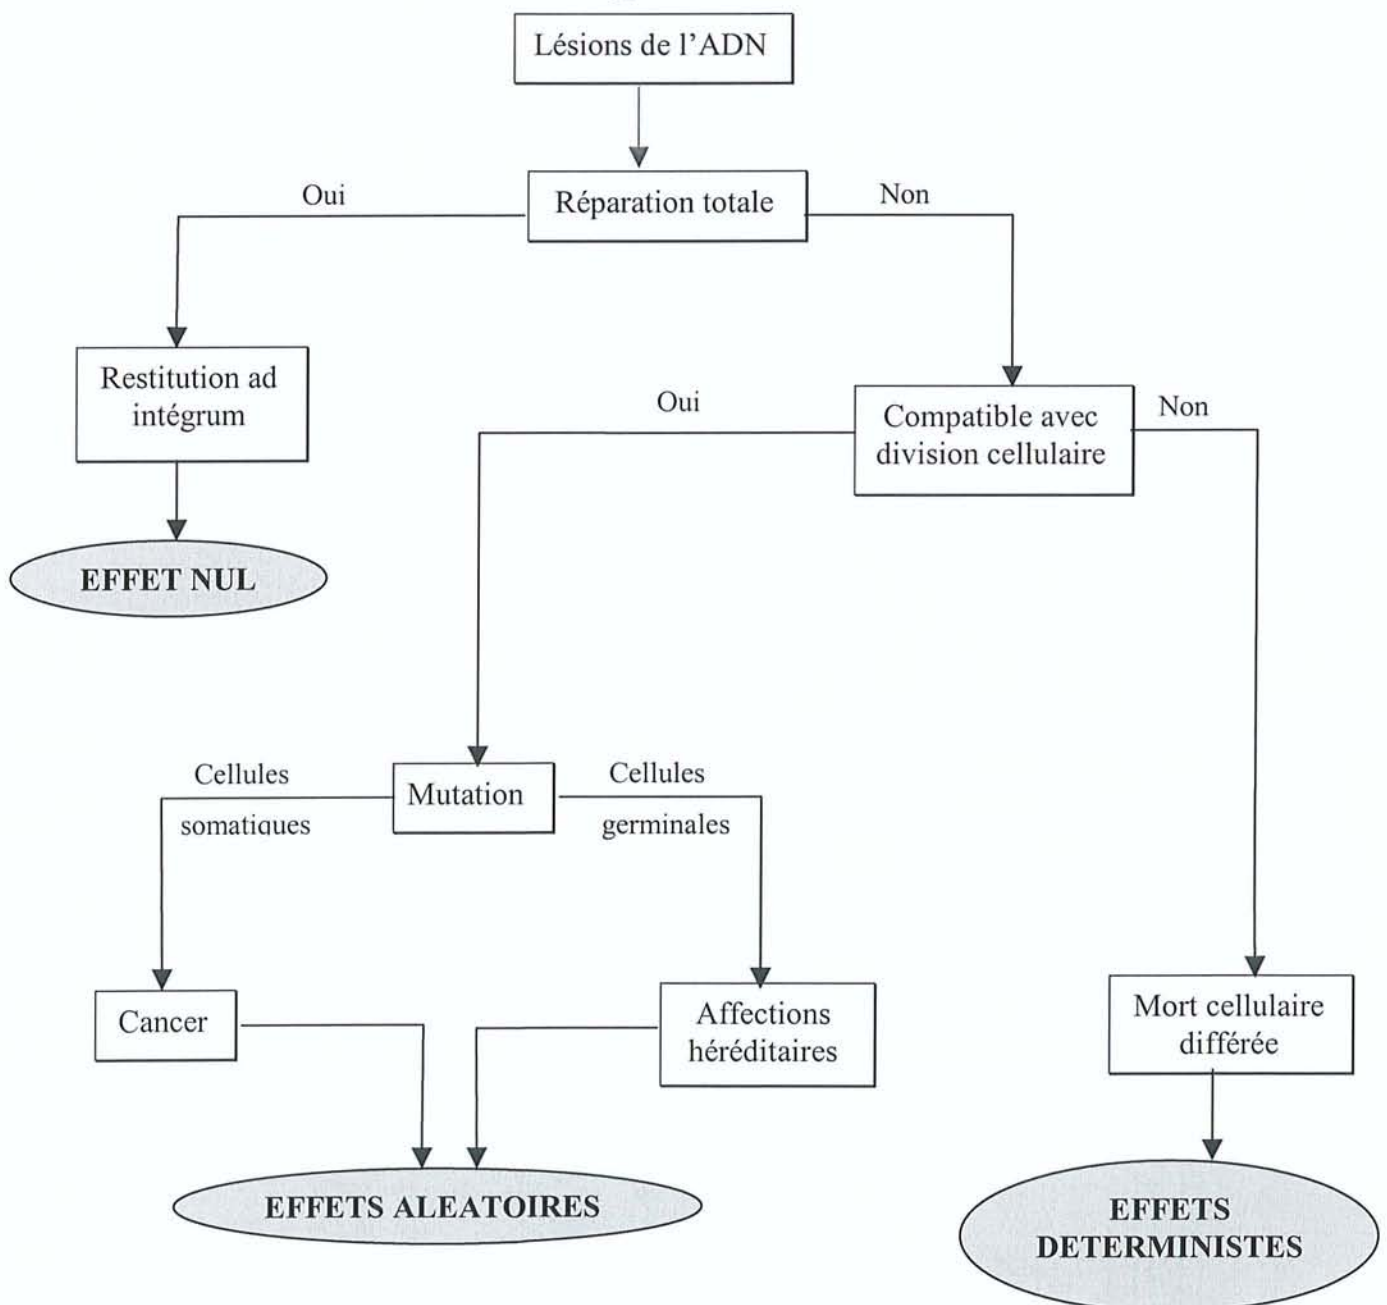 Lésions de l'ADN
Oui
Réparation totale
Non
Restitution ad
intégrum
Oui
Compatible avec
division cellulaire
Non
EFFET NUL
Cellules
somatiques
Mutation
Cellules
germinales
Cancer
Affections
héréditaires
Mort cellulaire
différée
EFFETS ALEATOIRES
EFFETS
DETERMINISTES